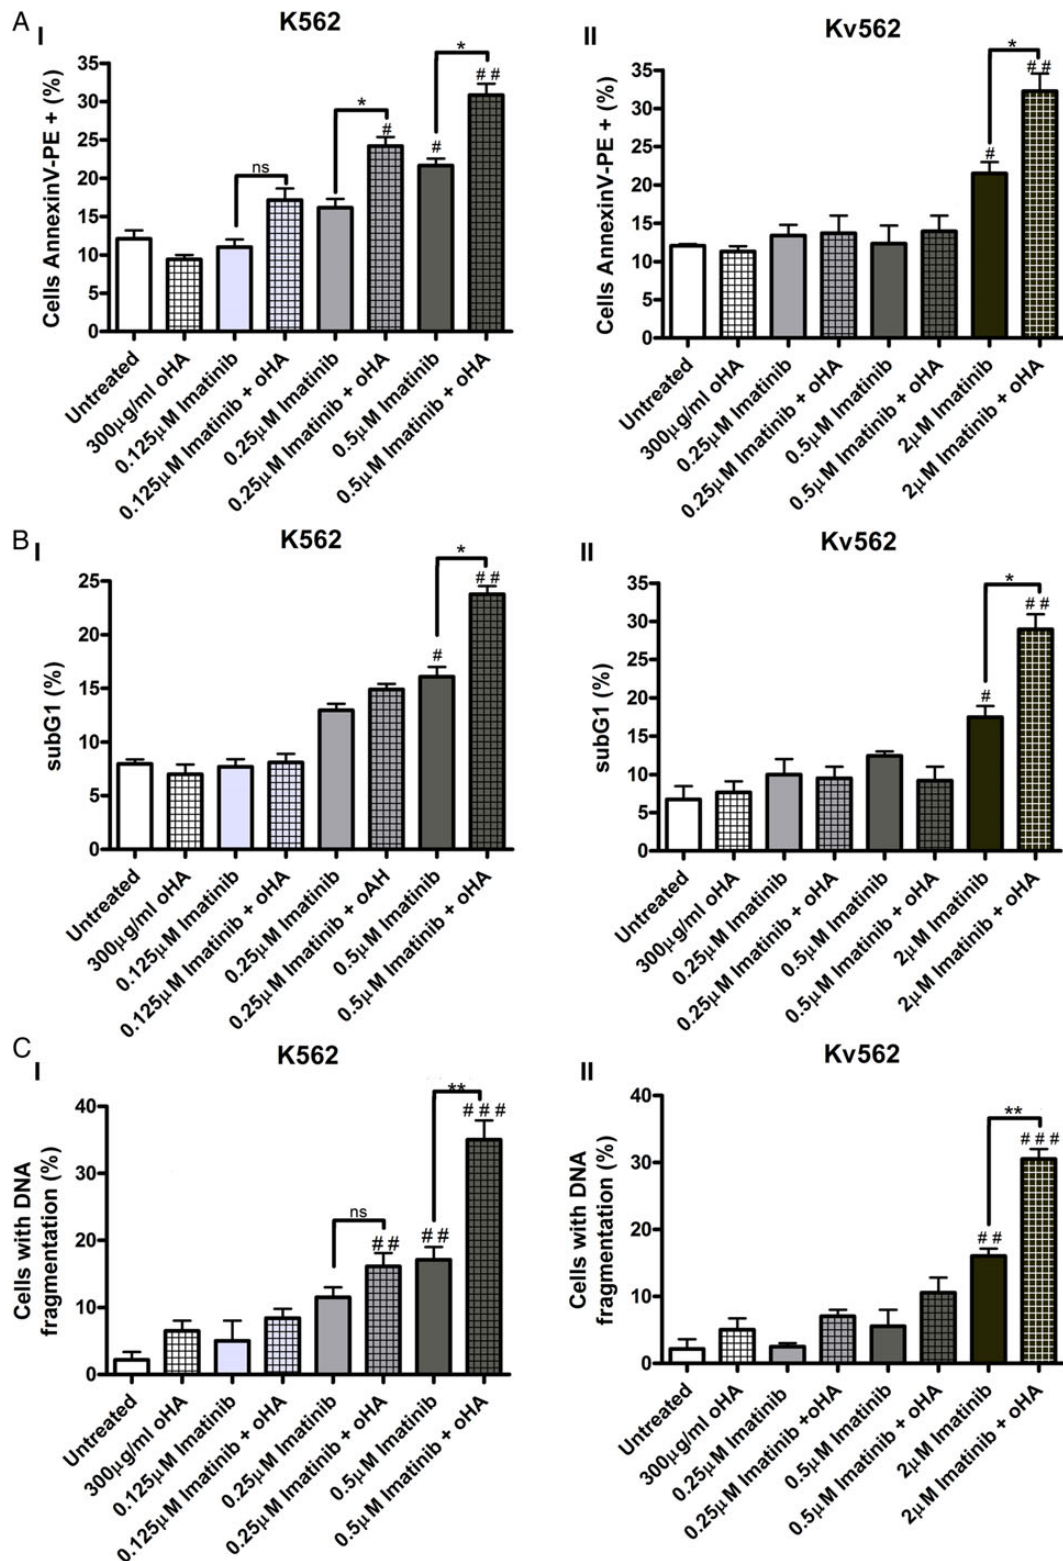 A
I
K562
Cells AnnexinV-PE + (%)
35
30
25
20
15
10
5
0
ns
*
#
#
*
# #
Untreated
300μg/ml oHA
0.125μM Imatinib
0.125μM Imatinib + oHA
0.25μM Imatinib
0.25μM Imatinib + oHA
0.5μM Imatinib
0.5μM Imatinib + oHA
II
Kv562
Cells AnnexinV-PE + (%)
35
30
25
20
15
10
5
0
#
*
# #
Untreated
300μg/ml oHA
0.25μM Imatinib
0.25μM Imatinib + oHA
0.5μM Imatinib
0.5μM Imatinib + oHA
2μM Imatinib
2μM Imatinib + oHA
B
I
K562
subG1 (%)
25
20
15
10
5
0
#
*
# #
Untreated
300μg/ml oHA
0.125μM Imatinib
0.125μM Imatinib + oHA
0.25μM Imatinib
0.25μM Imatinib + oAH
0.5μM Imatinib
0.5μM Imatinib + oHA
II
Kv562
subG1 (%)
35
30
25
20
15
10
5
0
#
*
# #
Untreated
300μg/ml oHA
0.25μM Imatinib
0.25μM Imatinib + oHA
0.5μM Imatinib
0.5μM Imatinib + oHA
2μM Imatinib
2μM Imatinib + oHA
C
I
K562
Cells with DNA
fragmentation (%)
40
30
20
10
0
ns
# #
# #
**
# # #
Untreated
300μg/ml oHA
0.125μM Imatinib
0.125μM Imatinib + oHA
0.25μM Imatinib
0.25μM Imatinib + oHA
0.5μM Imatinib
0.5μM Imatinib + oHA
II
Kv562
Cells with DNA
fragmentation (%)
40
30
20
10
0
# #
**
# # #
Untreated
300μg/ml oHA
0.25μM Imatinib
0.25μM Imatinib +oHA
0.5μM Imatinib
0.5μM Imatinib + oHA
2μM Imatinib
2μM Imatinib + oHA